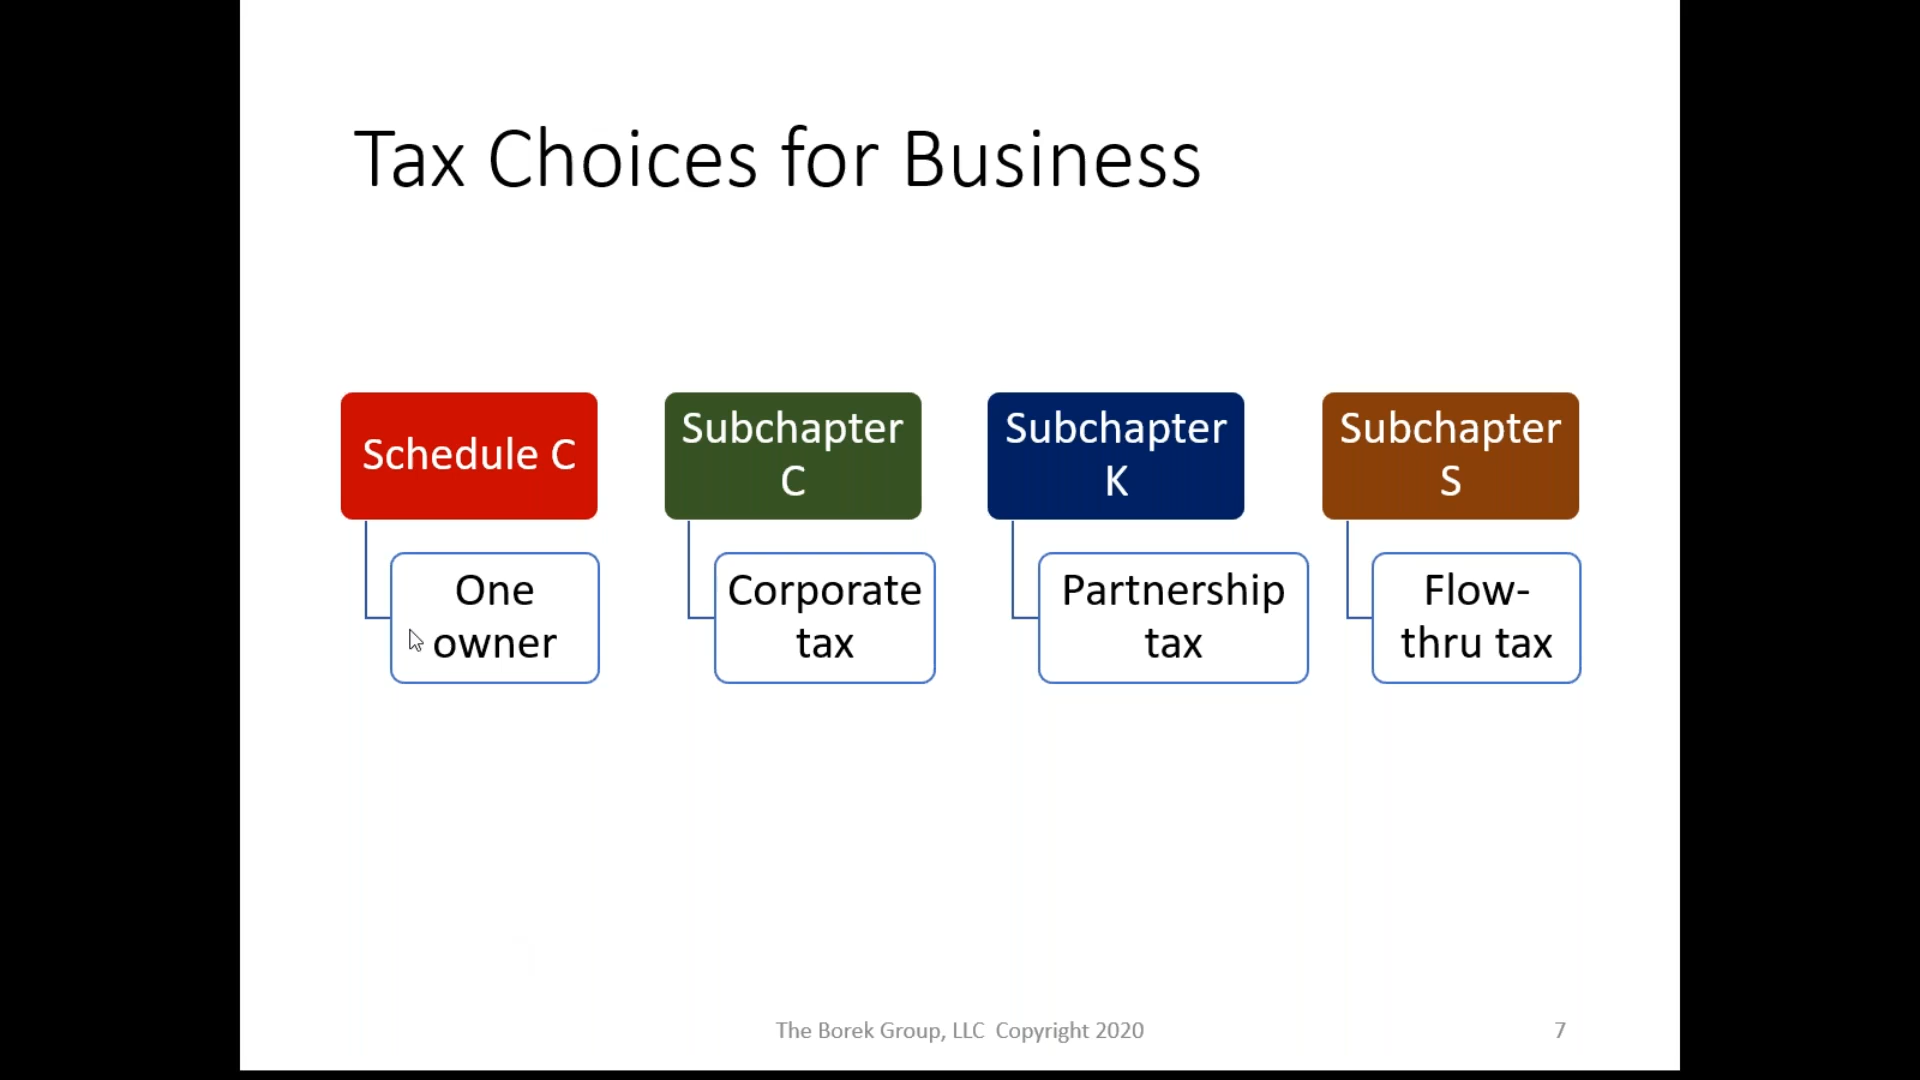 Tax Choices for Business
Schedule C
One
owner
Subchapter
C
Corporate
tax
Subchapter
K
Partnership
tax
Subchapter
S
Flow-
thru tax
The Borek Group, LLC  Copyright 2020
7